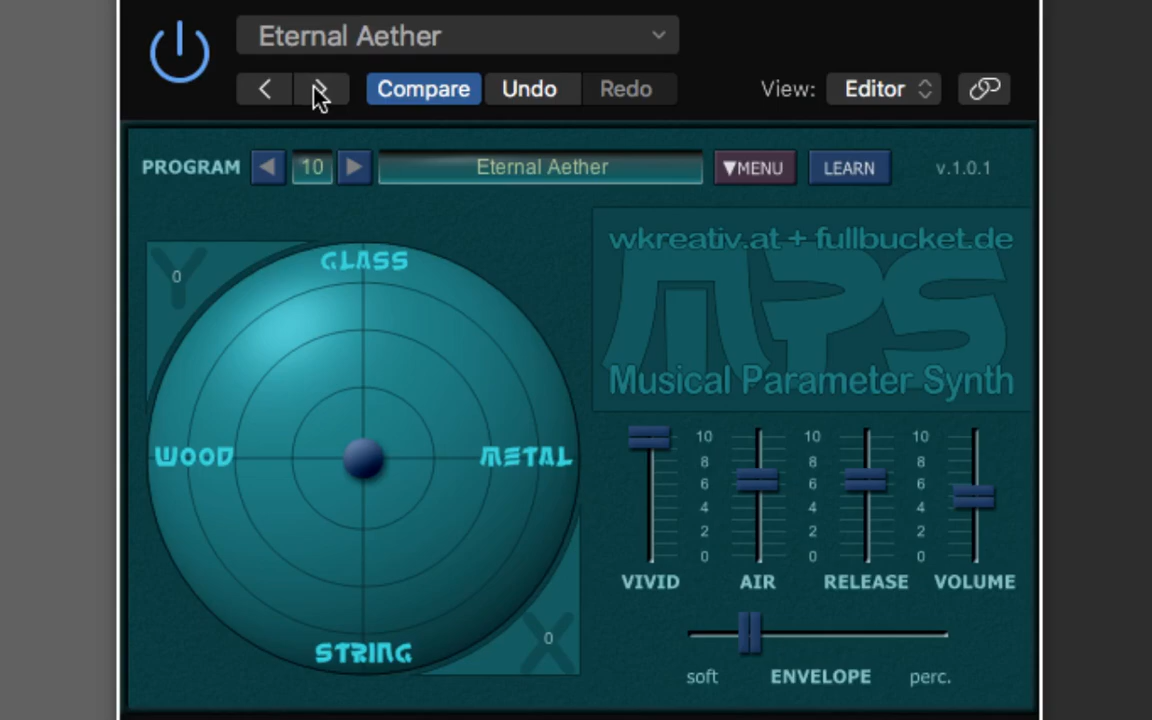 Eternal Aether
Compare Undo Redo View: Editor
PROGRAM 10 Eternal Aether ▼MENU LEARN v.1.0.1
wkreativ.at + fullbucket.de
MPS
Musical Parameter Synth
Y 0
GLASS
WOOD METAL
STRING
X 0
10 10 10
8 8 8
6 6 6
4 4 4
2 2 2
0 0 0
VIVID AIR RELEASE VOLUME
soft ENVELOPE perc.